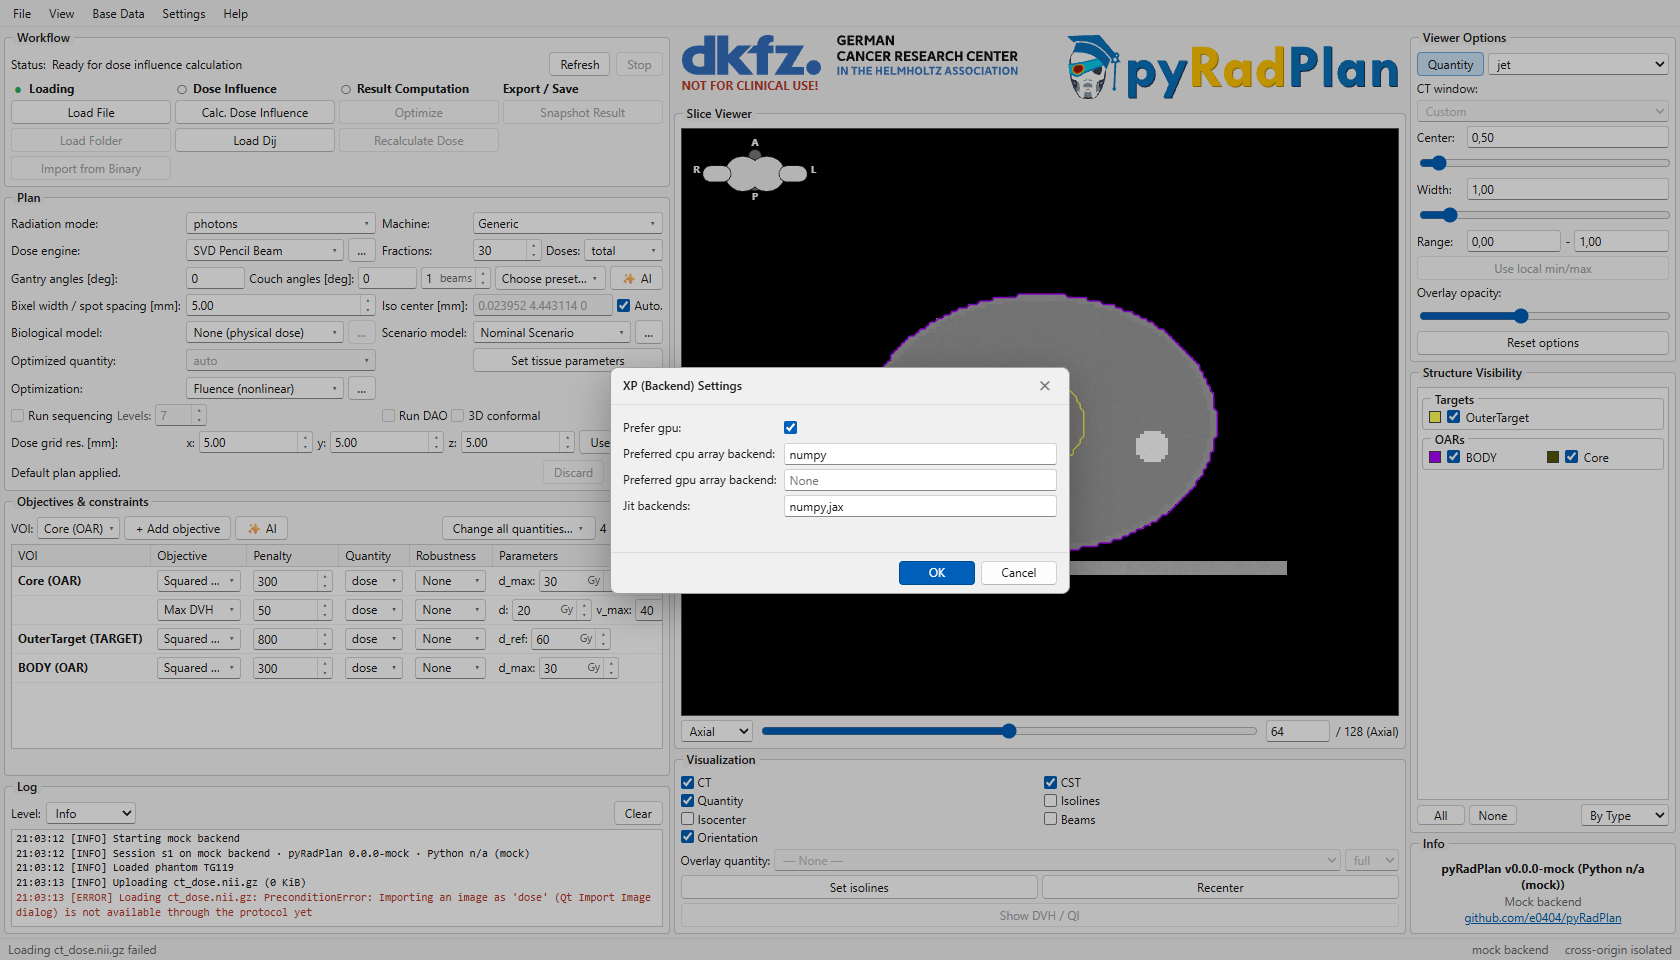 File View Base Data Settings Help
Workflow
Status: Ready for dose influence calculation
Refresh Stop
Loading Dose Influence Result Computation Export / Save
Load File Calc. Dose Influence Optimize Snapshot Result
Load Folder Load Dij Recalculate Dose
Import from Binary
Plan
Radiation mode: photons Machine: Generic
Dose engine: SVD Pencil Beam ... Fractions: 30 Doses: total
Gantry angles [deg]: 0 Couch angles [deg]: 0 1 beams Choose preset... ✨ AI
Bixel width / spot spacing [mm]: 5.00 Iso center [mm]: 0.023952 4.443114 0 Auto.
Biological model: None (physical dose) ... Scenario model: Nominal Scenario ...
Optimized quantity: auto Set tissue parameters
Optimization: Fluence (nonlinear) ...
Run sequencing Levels: 7 Run DAO 3D conformal
Dose grid res. [mm]: x: 5.00 y: 5.00 z: 5.00 Use
Default plan applied. Discard
Objectives & constraints
VOI: Core (OAR) + Add objective ✨ AI Change all quantities... 4
VOI Objective Penalty Quantity Robustness Parameters
Core (OAR) Squared ... 300 dose None d_max: 30 Gy
Max DVH 50 dose None d: 20 Gy v_max: 40
OuterTarget (TARGET) Squared ... 800 dose None d_ref: 60 Gy
BODY (OAR) Squared ... 300 dose None d_max: 30 Gy
Log
Level: Info Clear
21:03:12 [INFO] Starting mock backend
21:03:12 [INFO] Session s1 on mock backend · pyRadPlan 0.0.0-mock · Python n/a (mock)
21:03:12 [INFO] Loaded phantom TG119
21:03:13 [INFO] Uploading ct_dose.nii.gz (0 KiB)
21:03:13 [ERROR] Loading ct_dose.nii.gz: PreconditionError: Importing an image as 'dose' (Qt Import Image
dialog) is not available through the protocol yet
Loading ct_dose.nii.gz failed
dkfz.
GERMAN
CANCER RESEARCH CENTER
IN THE HELMHOLTZ ASSOCIATION
NOT FOR CLINICAL USE!
pyRadPlan
Slice Viewer
A
R L
P
XP (Backend) Settings
Prefer gpu:
Preferred cpu array backend: numpy
Preferred gpu array backend: None
Jit backends: numpy,jax
OK Cancel
Axial 64 / 128 (Axial)
Visualization
CT CST
Quantity Isolines
Isocenter Beams
Orientation
Overlay quantity: — None — full
Set isolines Recenter
Show DVH / QI
Viewer Options
Quantity jet
CT window:
Custom
Center: 0,50
Width: 1,00
Range: 0,00 - 1,00
Use local min/max
Overlay opacity:
Reset options
Structure Visibility
Targets
OuterTarget
OARs
BODY Core
All None By Type
Info
pyRadPlan v0.0.0-mock (Python n/a
(mock))
Mock backend
github.com/e0404/pyRadPlan
mock backend cross-origin isolated